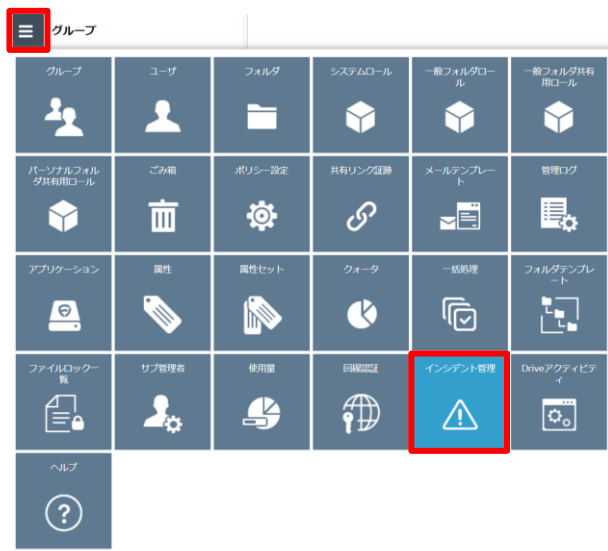 グループ
グループ
ユーザ
フォルダ
システムロール
一般フォルダロー
ル
一般フォルダ共有
用ロール
パーソナルフォル
ダ共有用ロール
ごみ箱
ポリシー設定
共有リンク証跡
メールテンプレー
ト
管理ログ
アプリケーション
属性
属性セット
クォータ
一括処理
フォルダテンプレ
ート
ファイルロック一
覧
サブ管理者
使用量
回線認証
インシデント管理
Driveアクティビテ
ィ
ヘルプ